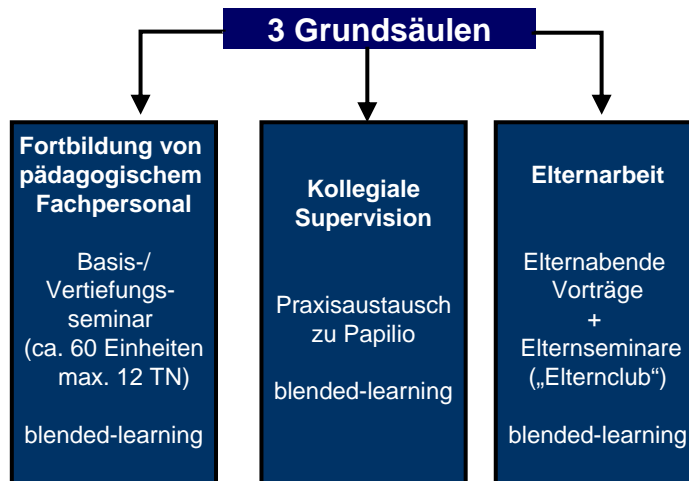 3 Grundsäulen
Fortbildung von
pädagogischem
Fachpersonal
Basis-/
Vertiefungs-
seminar
(ca. 60 Einheiten
max. 12 TN)
blended-learning
Kollegiale
Supervision
Praxisaustausch
zu Papilio
blended-learning
Elternarbeit
Elternabende
Vorträge
+
Elternseminare
(„Elternclub“)
blended-learning